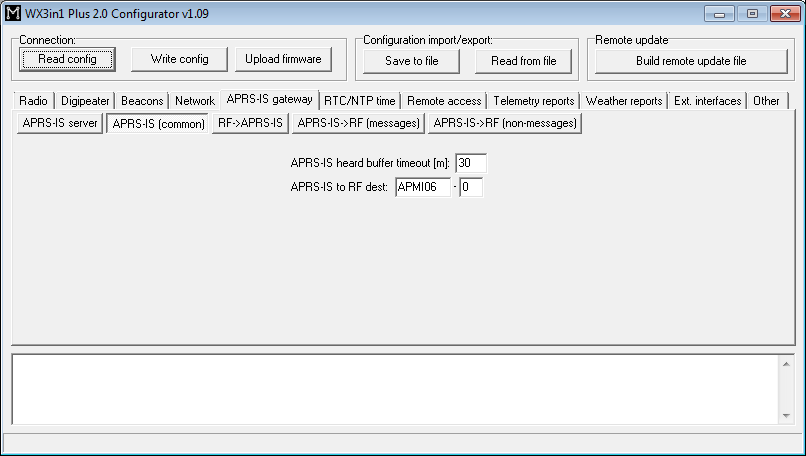 WX3in1 Plus 2.0 Configurator v1.09
Connection:
Read config
Write config
Upload firmware
Configuration import/export:
Save to file
Read from file
Remote update
Build remote update file
Radio
Digipeater
Beacons
Network
APRS-IS gateway
RTC/NTP time
Remote access
Telemetry reports
Weather reports
Ext. interfaces
Other
APRS-IS server
APRS-IS (common)
RF->APRS-IS
APRS-IS->RF (messages)
APRS-IS->RF (non-messages)
APRS-IS heard buffer timeout [m]: 30
APRS-IS to RF dest: APMI06 - 0